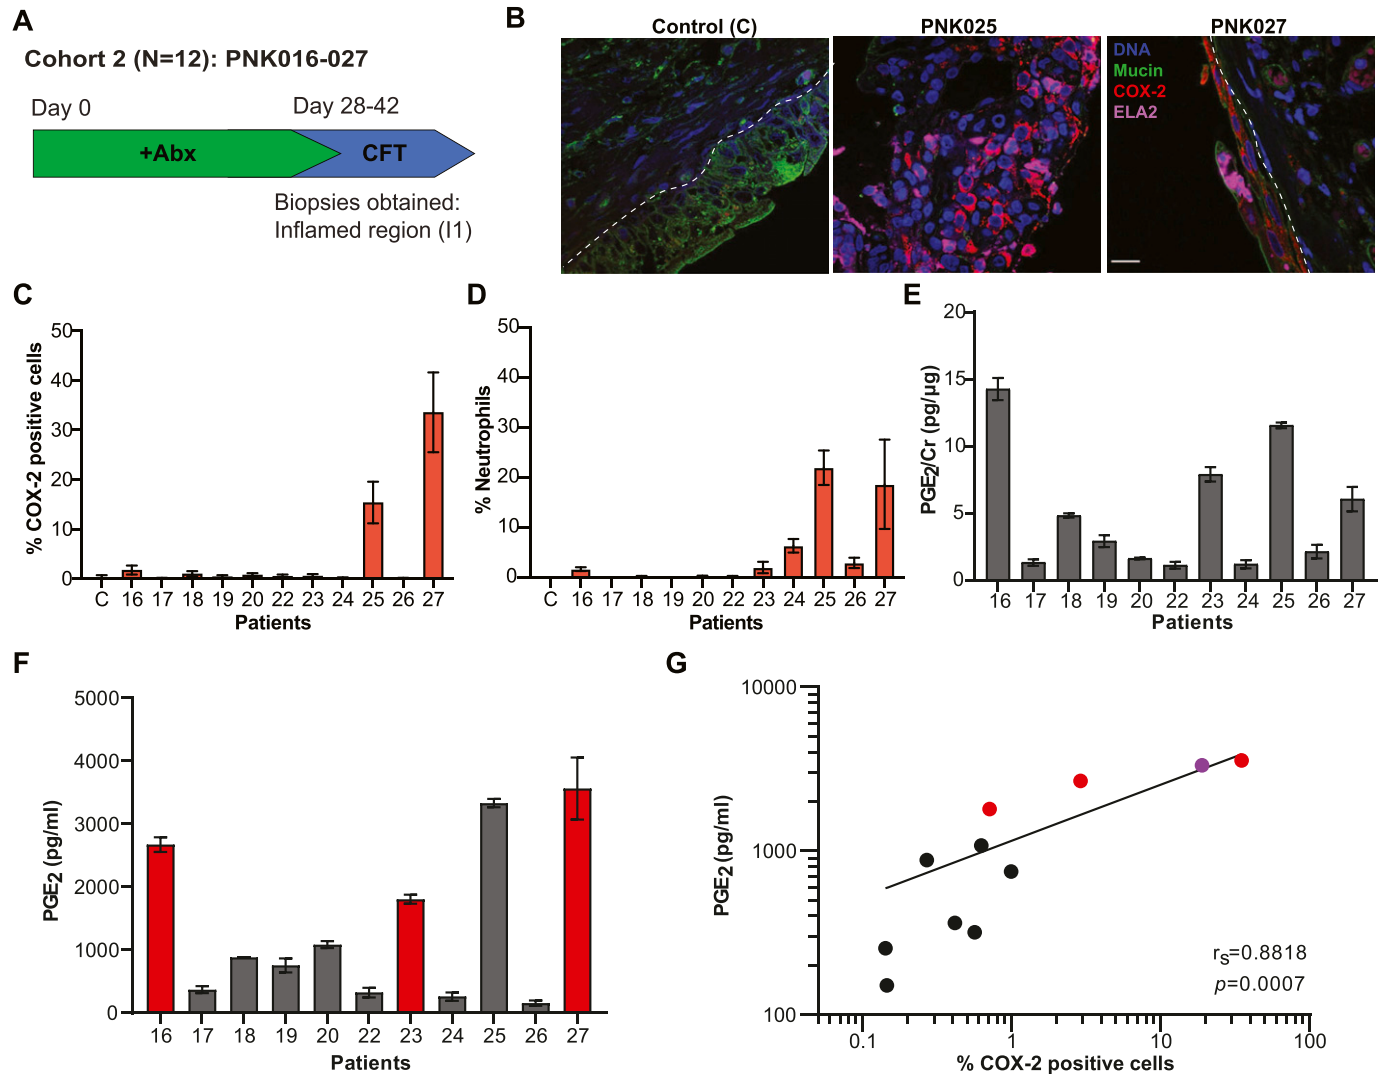 A
Cohort 2 (N=12): PNK016-027
Day 0
Day 28-42
+Abx
CFT
Biopsies obtained:
Inflamed region (I1)
B
Control (C)
PNK025
PNK027
DNA
Mucin
COX-2
ELA2
C
% COX-2 positive cells
50
40
30
20
10
0
C 16 17 18 19 20 22 23 24 25 26 27
Patients
D
% Neutrophils
50
40
30
20
10
0
C 16 17 18 19 20 22 23 24 25 26 27
Patients
E
PGE2/Cr (pg/µg)
20
15
10
5
0
16 17 18 19 20 22 23 24 25 26 27
Patients
F
PGE2 (pg/ml)
5000
4000
3000
2000
1000
0
16 17 18 19 20 22 23 24 25 26 27
Patients
G
PGE2 (pg/ml)
10000
1000
100
rs=0.8818
p=0.0007
0.1 1 10 100
% COX-2 positive cells